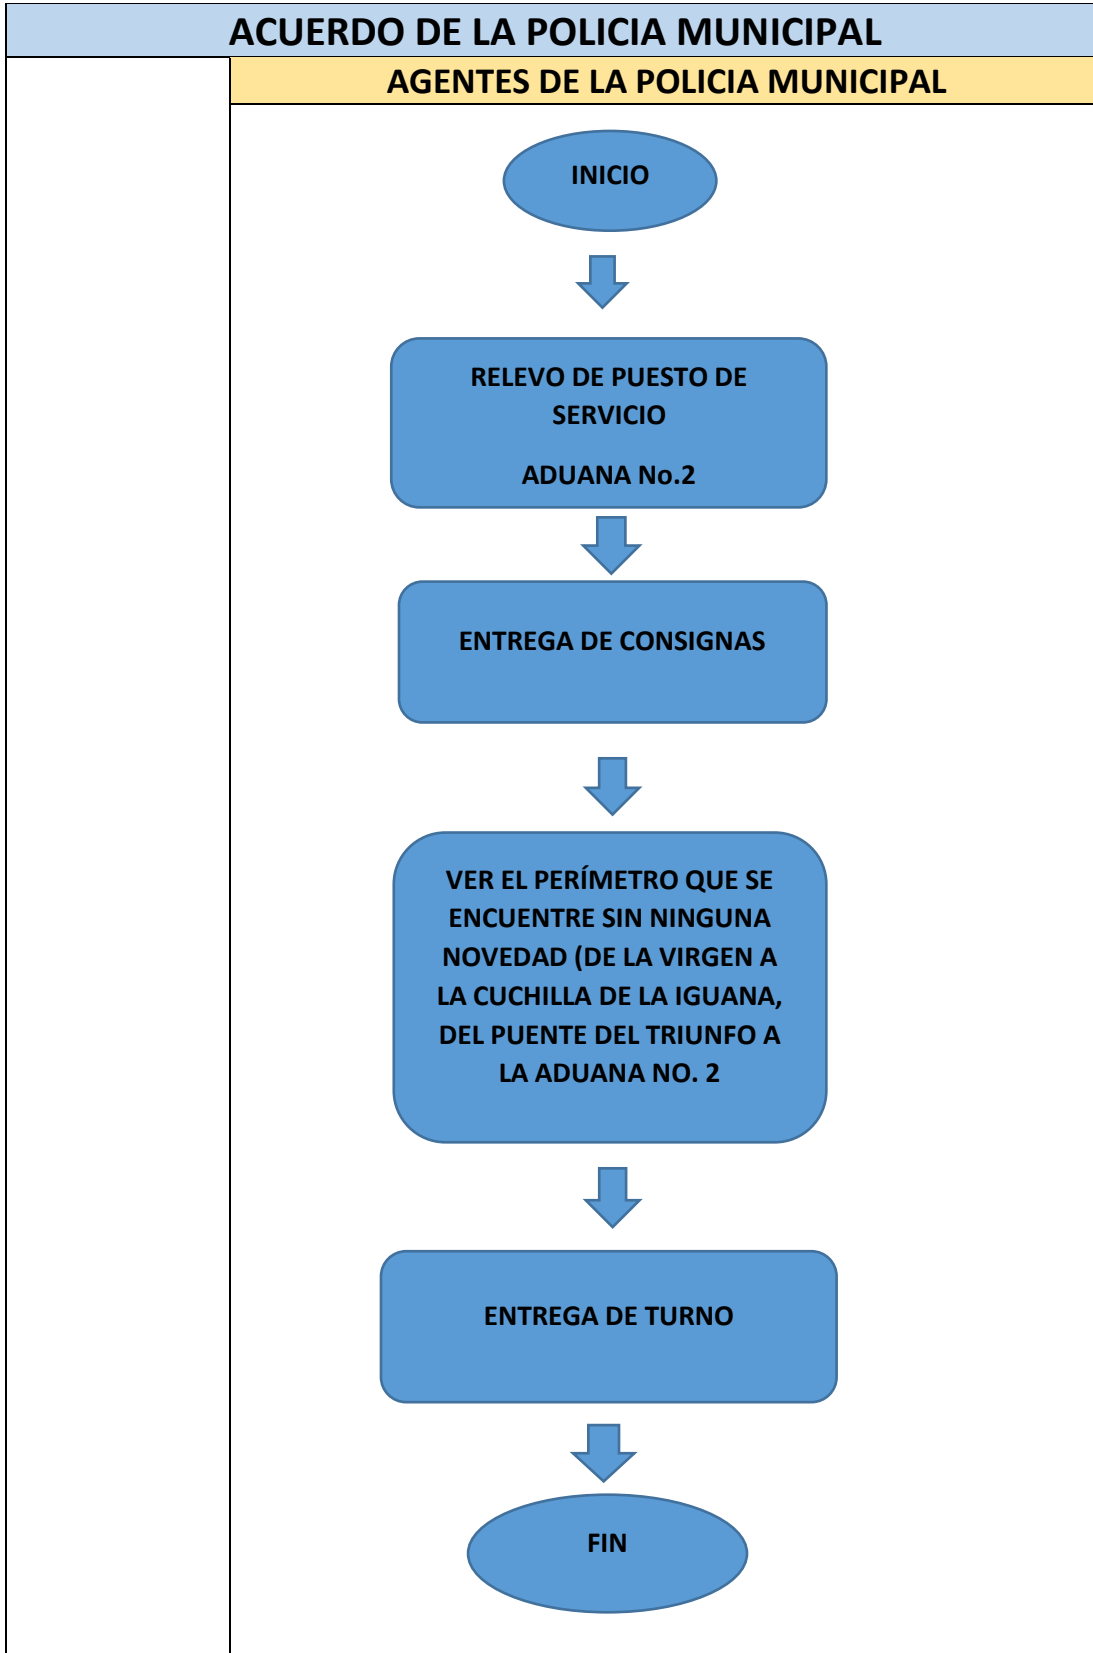 ACUERDO DE LA POLICIA MUNICIPAL
AGENTES DE LA POLICIA MUNICIPAL
INICIO
RELEVO DE PUESTO DE
SERVICIO
ADUANA No.2
ENTREGA DE CONSIGNAS
VER EL PERÍMETRO QUE SE
ENCUENTRE SIN NINGUNA
NOVEDAD (DE LA VIRGEN A
LA CUCHILLA DE LA IGUANA,
DEL PUENTE DEL TRIUNFO A
LA ADUANA NO. 2
ENTREGA DE TURNO
FIN